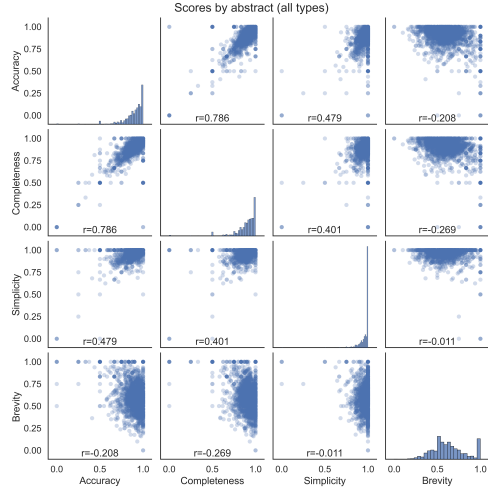 Scores by abstract (all types)
Accuracy
1.00
0.75
0.50
0.25
0.00
r=0.786
r=0.479
r=-0.208
Completeness
1.00
0.75
0.50
0.25
0.00
r=0.786
r=0.401
r=-0.269
Simplicity
1.00
0.75
0.50
0.25
0.00
r=0.479
r=0.401
r=-0.011
Brevity
1.00
0.75
0.50
0.25
0.00
r=-0.208
r=-0.269
r=-0.011
0.0 0.5 1.0 0.0 0.5 1.0 0.0 0.5 1.0 0.0 0.5 1.0
Accuracy Completeness Simplicity Brevity